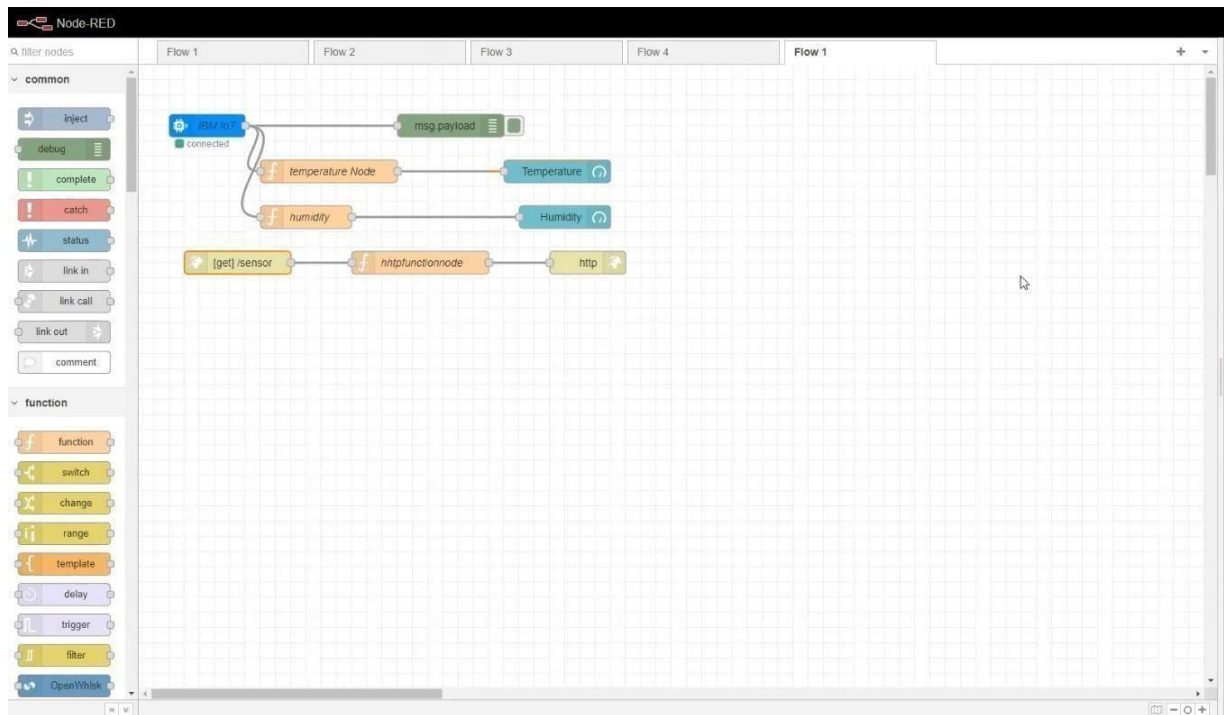 Node-RED
filter nodes
Flow 1
Flow 2
Flow 3
Flow 4
Flow 1
common
inject
debug
complete
catch
status
link in
link call
link out
comment
function
function
switch
change
range
template
delay
trigger
filter
OpenWhisk
IBM IoT
connected
msg.payload
temperature Node
Temperature
humidity
Humidity
[get] /sensor
hhtpfunctionnode
http